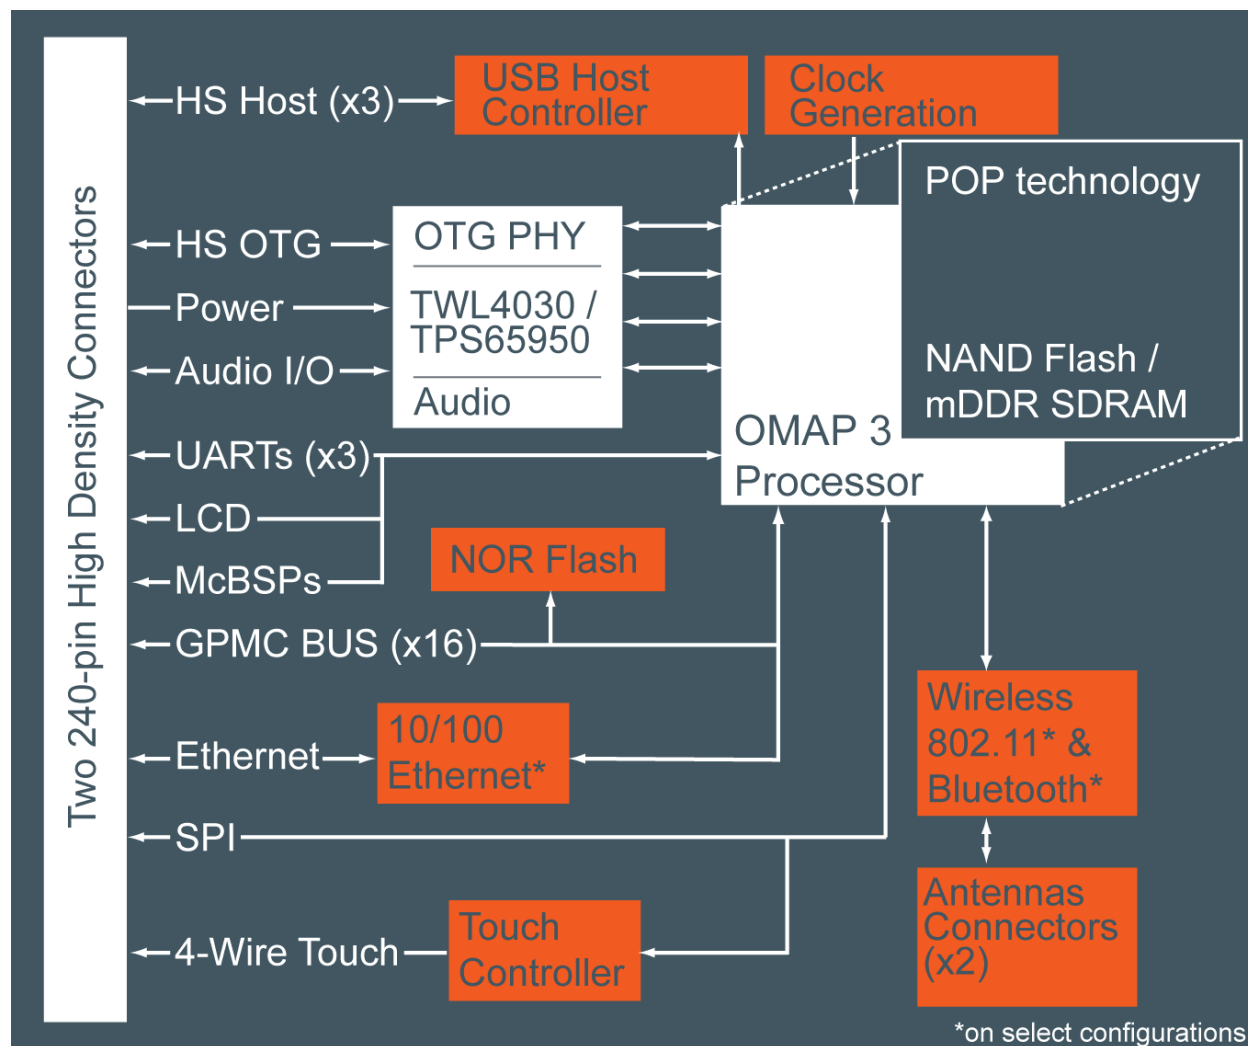 Two 240-pin High Density Connectors
HS Host (x3)
USB Host
Controller
Clock
Generation
POP technology
NAND Flash /
mDDR SDRAM
HS OTG
Power
Audio I/O
OTG PHY
TWL4030 /
TPS65950
Audio
OMAP 3
Processor
UARTs (x3)
LCD
McBSPs
NOR Flash
GPMC BUS (x16)
Ethernet
10/100
Ethernet*
Wireless
802.11* &
Bluetooth*
SPI
4-Wire Touch
Touch
Controller
Antennas
Connectors
(x2)
*on select configurations